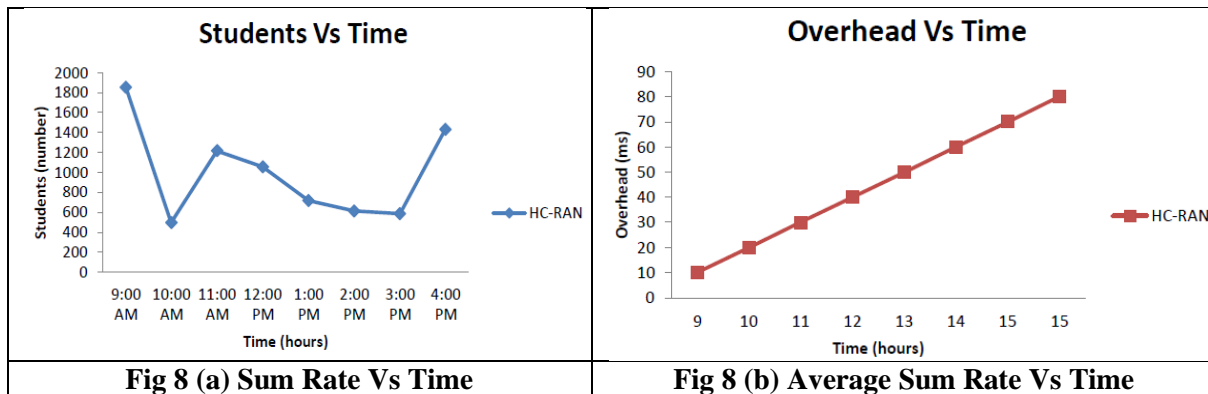 Students Vs Time
Students (number)
2000
1800
1600
1400
1200
1000
800
600
400
200
0
9:00 10:00 11:00 12:00 1:00 2:00 3:00 4:00
AM AM AM PM PM PM PM PM
Time (hours)
HC-RAN
Fig 8 (a) Sum Rate Vs Time
Overhead Vs Time
Overhead (ms)
90
80
70
60
50
40
30
20
10
0
9 10 11 12 13 14 15 15
Time (hours)
HC-RAN
Fig 8 (b) Average Sum Rate Vs Time